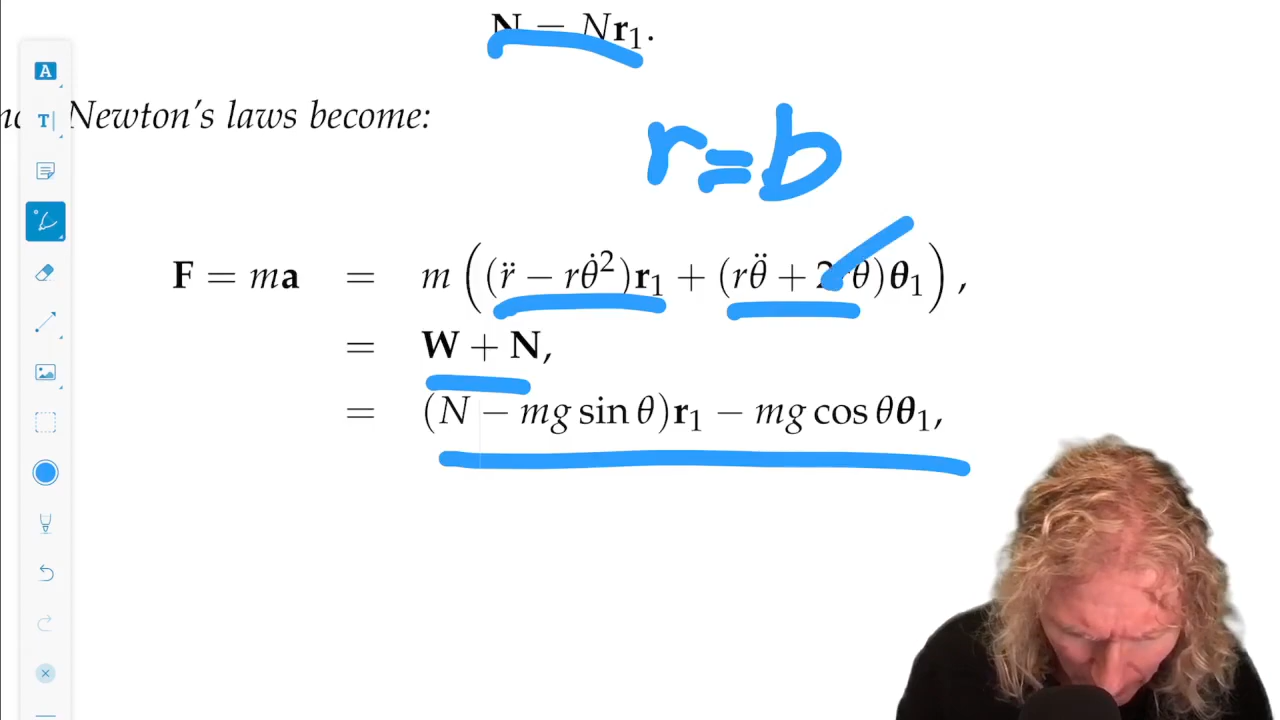 N = Nr₁.
Newton's laws become:
r=b
F = ma = m ( (r̈ − rθ̇²)r₁ + (rθ̈ + 2ṙθ̇)θ₁ ) ,
= W + N,
= (N − mg sin θ)r₁ − mg cos θθ₁,
A
T|